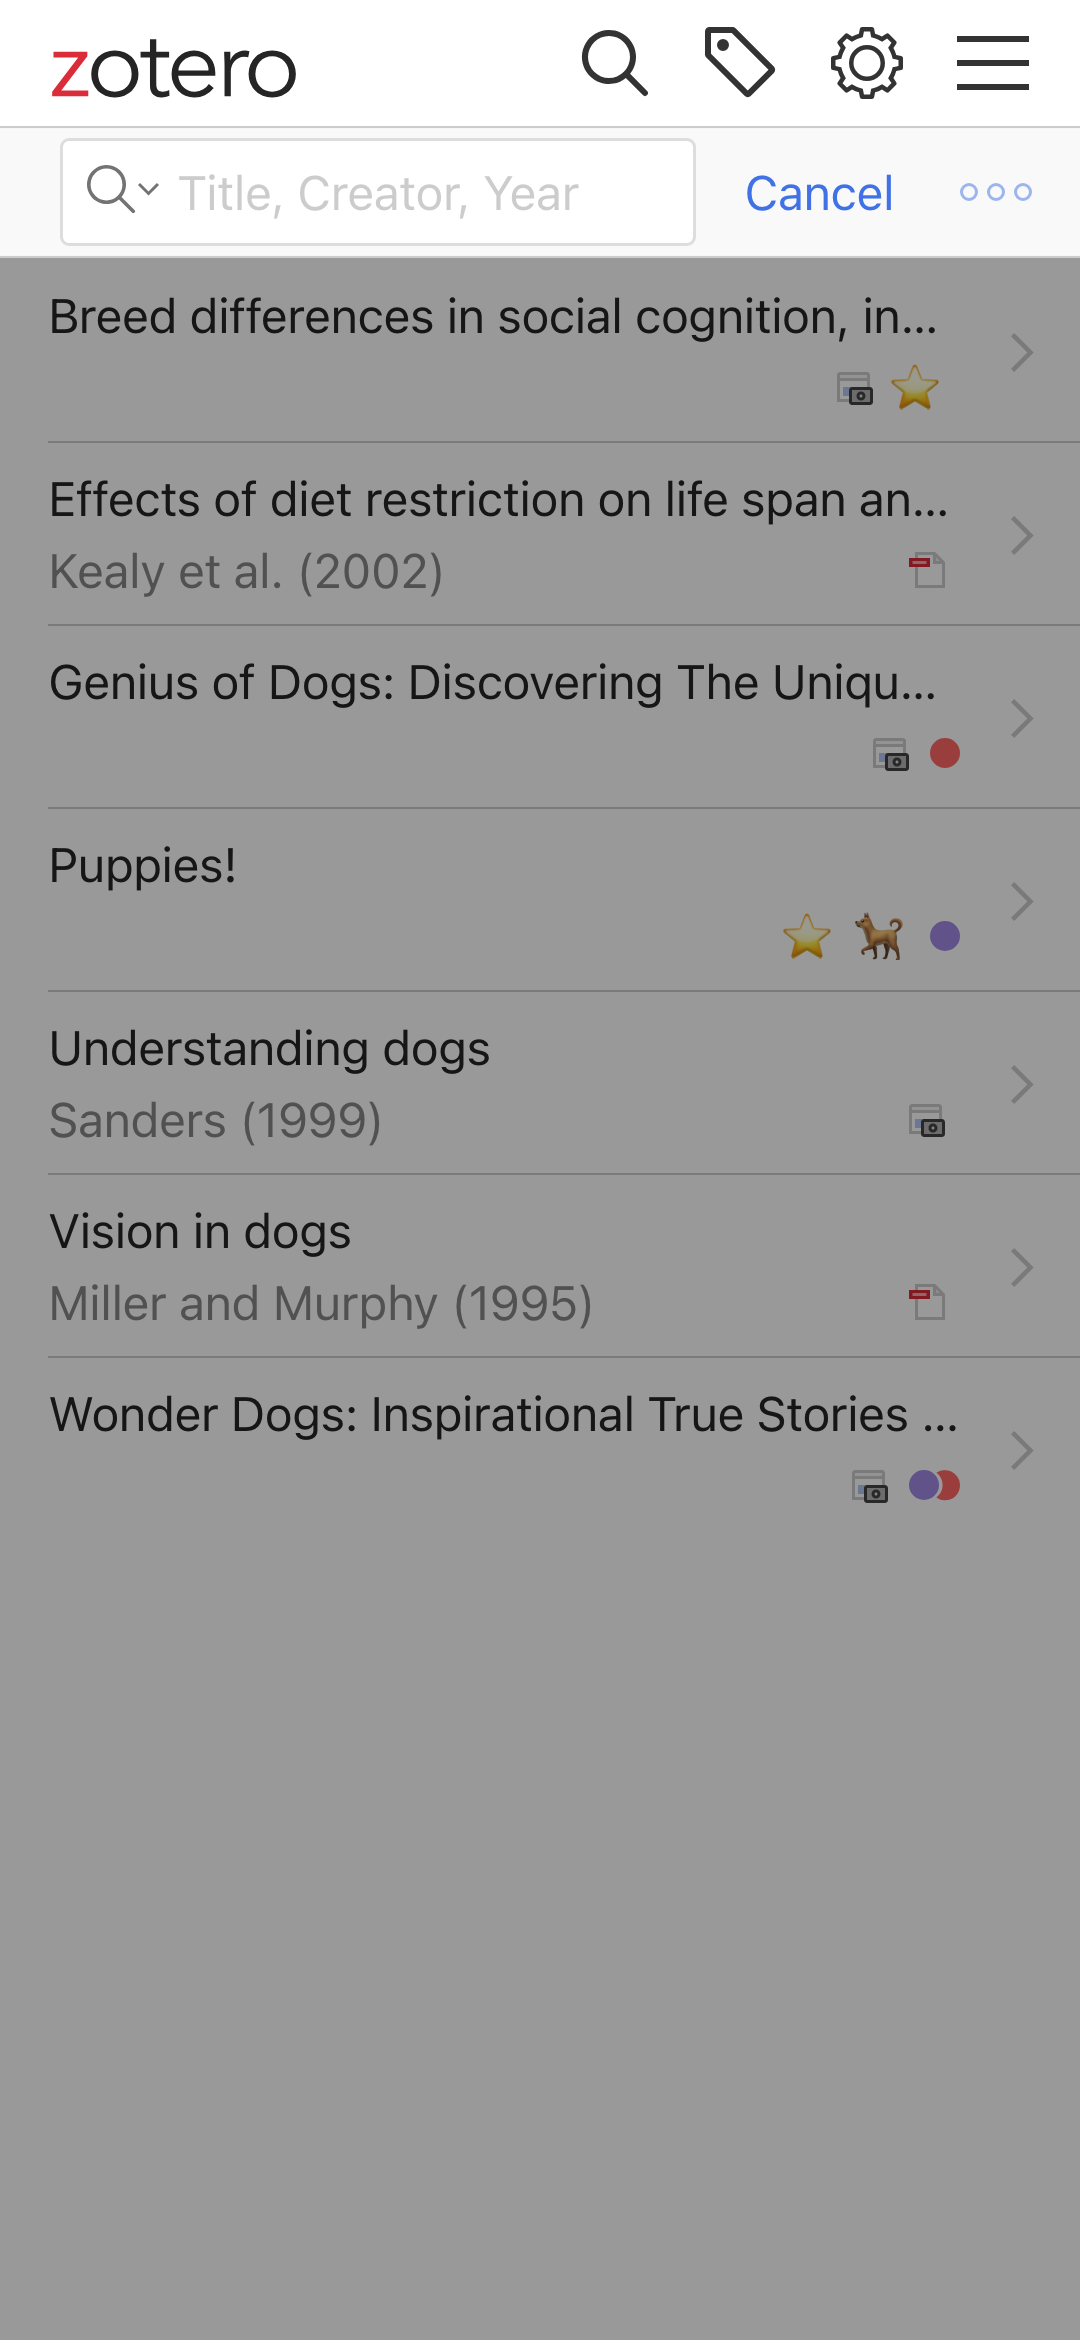 zotero
Title, Creator, Year
Cancel
Breed differences in social cognition, in...
Effects of diet restriction on life span an...
Kealy et al. (2002)
Genius of Dogs: Discovering The Uniqu...
Puppies!
Understanding dogs
Sanders (1999)
Vision in dogs
Miller and Murphy (1995)
Wonder Dogs: Inspirational True Stories ...